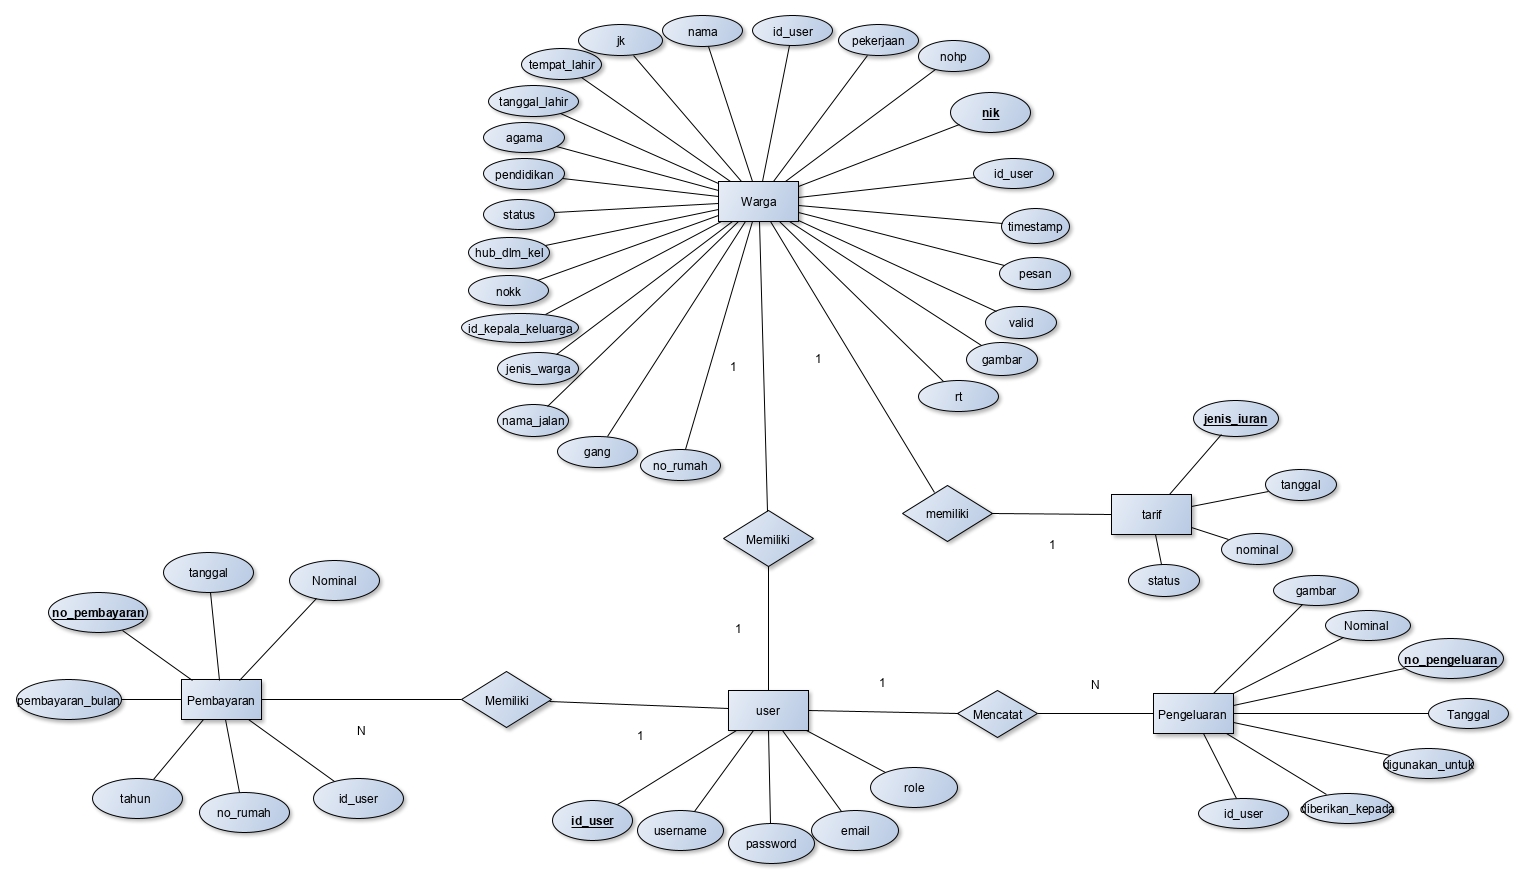 id_user
nama
jk
pekerjaan
nohp
tempat_lahir
tanggal_lahir
nik
agama
pendidikan
id_user
Warga
status
timestamp
hub_dlm_kel
pesan
nokk
valid
id_kepala_keluarga
gambar
1
1
jenis_warga
rt
nama_jalan
jenis_iuran
gang
no_rumah
tanggal
memiliki
tarif
Memiliki
1
nominal
tanggal
Nominal
status
gambar
no_pembayaran
1
Nominal
no_pengeluaran
1
N
pembayaran_bulan
Pembayaran
Memiliki
user
Mencatat
Pengeluaran
Tanggal
N
1
digunakan_untuk
role
tahun
no_rumah
id_user
id_user
username
password
email
id_user
diberikan_kepada